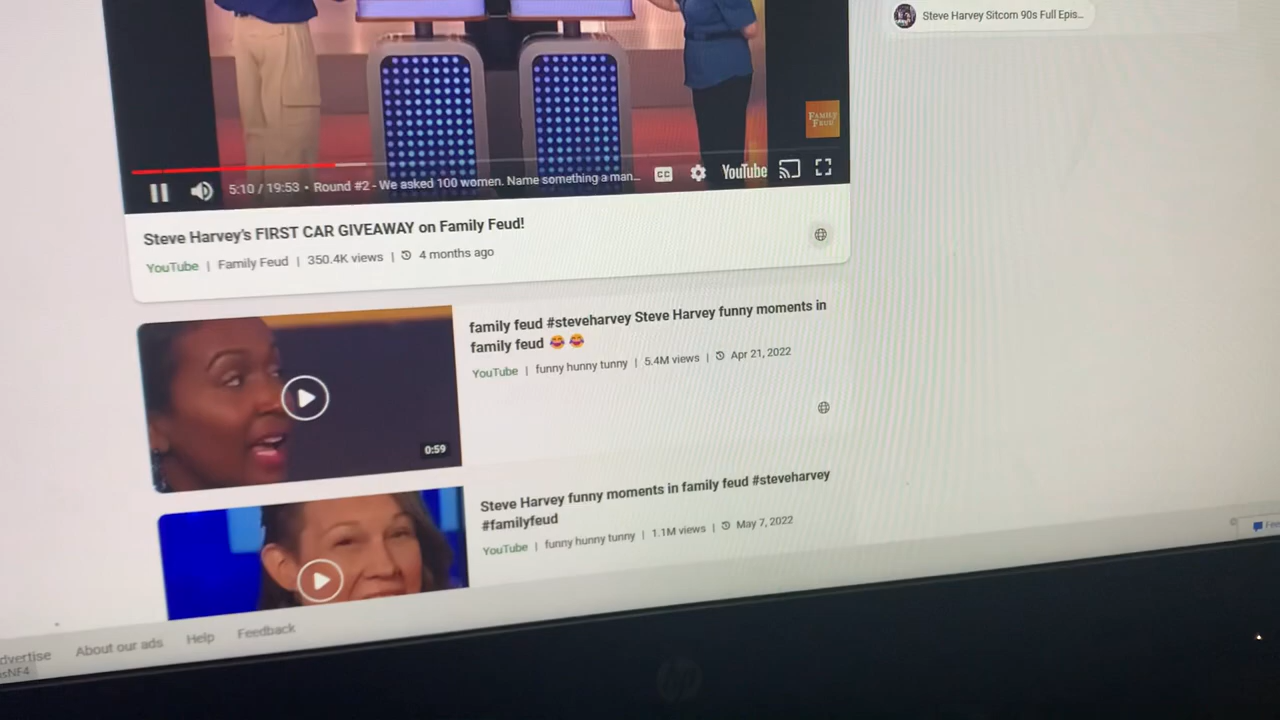 Steve Harvey Sitcom 90s Full Epis...
FAMILY
FEUD
5:10 / 19:53 • Round #2 - We asked 100 women. Name something a man...
CC
YouTube
Steve Harvey's FIRST CAR GIVEAWAY on Family Feud!
YouTube | Family Feud | 350.4K views | 4 months ago
family feud #steveharvey Steve Harvey funny moments in
family feud 😂 😂
YouTube | funny hunny tunny | 5.4M views | Apr 21, 2022
0:59
Steve Harvey funny moments in family feud #steveharvey
#familyfeud
YouTube | funny hunny tunny | 1.1M views | May 7, 2022
dvertise About our ads Help Feedback
sNF4
hp